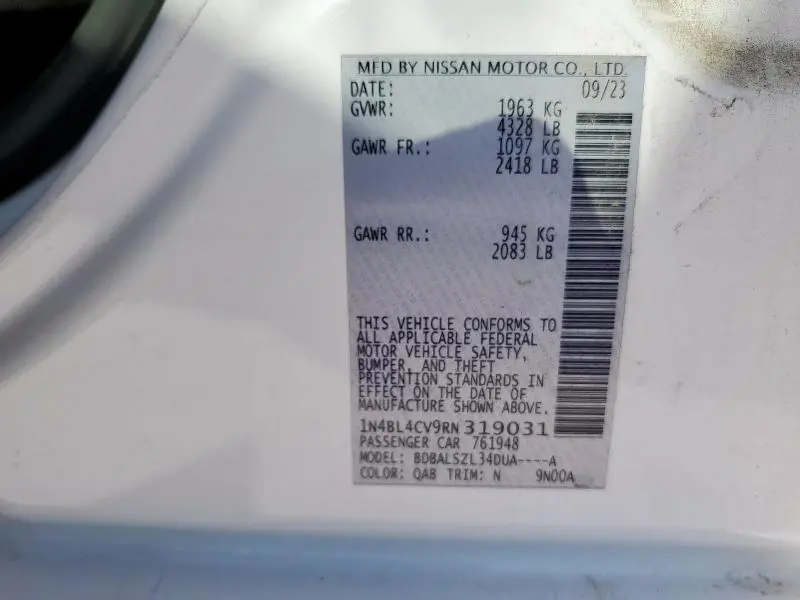 MFD BY NISSAN MOTOR CO., LTD.
DATE: 09/23
GVWR: 1963 KG
4328 LB
GAWR FR.: 1097 KG
2418 LB
GAWR RR.: 945 KG
2083 LB
THIS VEHICLE CONFORMS TO
ALL APPLICABLE FEDERAL
MOTOR VEHICLE SAFETY,
BUMPER, AND THEFT
PREVENTION STANDARDS IN
EFFECT ON THE DATE OF
MANUFACTURE SHOWN ABOVE.
1N4BL4CV9RN319031
PASSENGER CAR 761948
MODEL: BDBALSZL34DUA----A
COLOR: QAB TRIM: N 9N00A